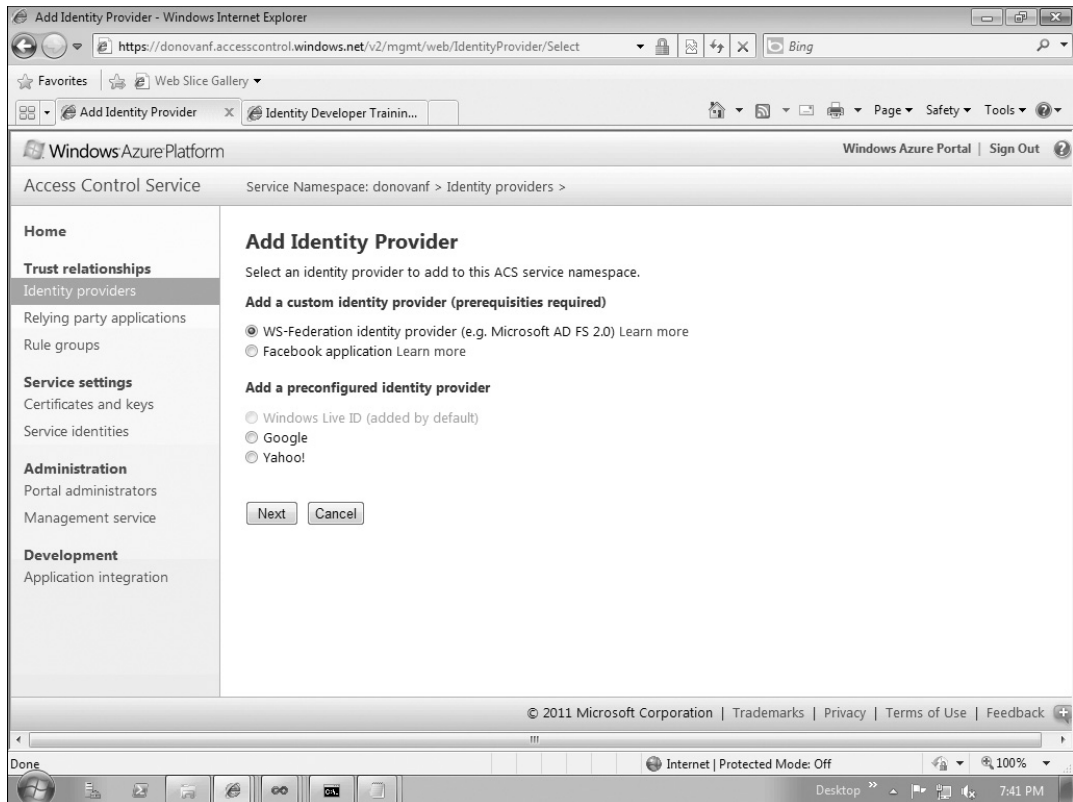 Add Identity Provider - Windows Internet Explorer
https://donovanf.accesscontrol.windows.net/v2/mgmt/web/IdentityProvider/Select
Bing
Favorites
Web Slice Gallery
Add Identity Provider X
Identity Developer Trainin...
Page
Safety
Tools
Windows Azure Platform
Windows Azure Portal | Sign Out
Access Control Service
Service Namespace: donovanf > Identity providers >
Home
Trust relationships
Identity providers
Relying party applications
Rule groups
Service settings
Certificates and keys
Service identities
Administration
Portal administrators
Management service
Development
Application integration
Add Identity Provider
Select an identity provider to add to this ACS service namespace.
Add a custom identity provider (prerequisities required)
WS-Federation identity provider (e.g. Microsoft AD FS 2.0) Learn more
Facebook application Learn more
Add a preconfigured identity provider
Windows Live ID (added by default)
Google
Yahoo!
Next
Cancel
© 2011 Microsoft Corporation | Trademarks | Privacy | Terms of Use | Feedback
Done
Internet | Protected Mode: Off
100%
Desktop
7:41 PM